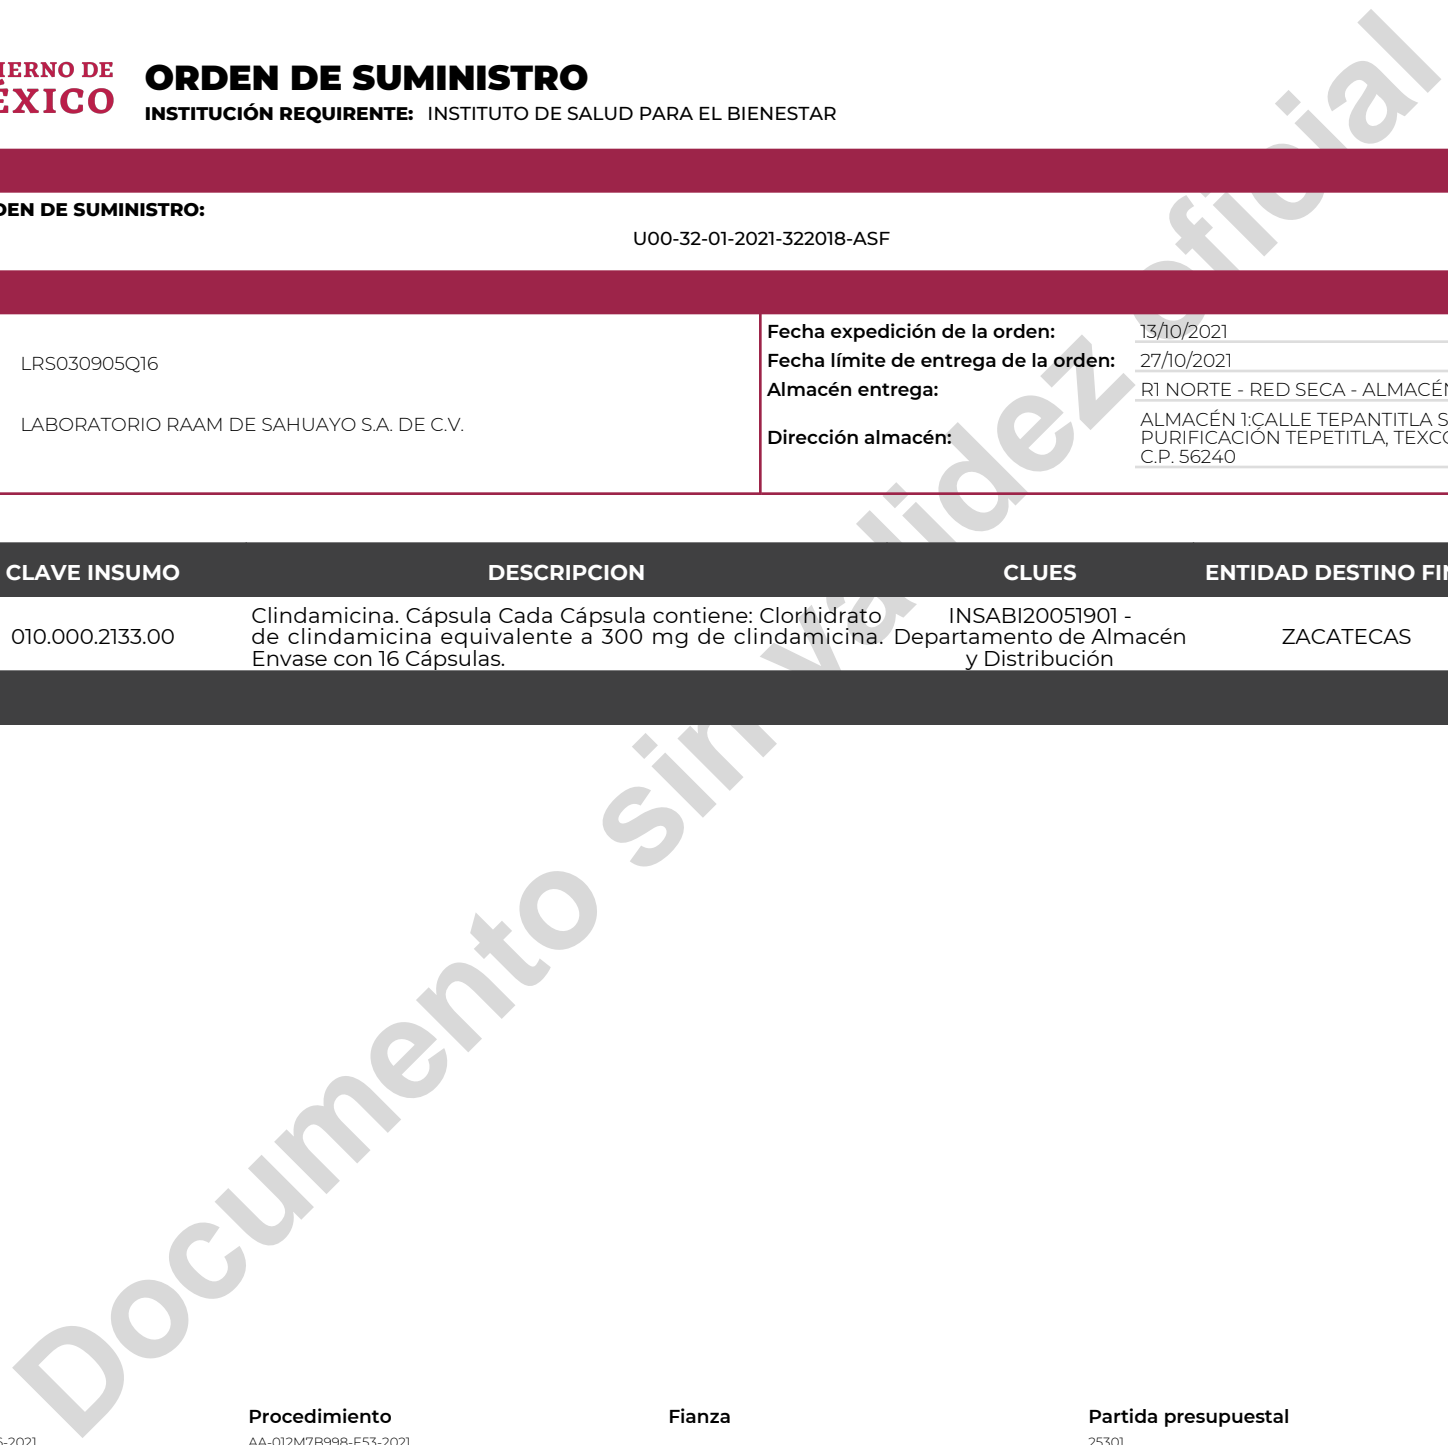 IERNO DE
ÉXICO
ORDEN DE SUMINISTRO
INSTITUCIÓN REQUIRENTE: INSTITUTO DE SALUD PARA EL BIENESTAR
DEN DE SUMINISTRO:
U00-32-01-2021-322018-ASF
LRS030905Q16
LABORATORIO RAAM DE SAHUAYO S.A. DE C.V.
Fecha expedición de la orden: 13/10/2021
Fecha límite de entrega de la orden: 27/10/2021
Almacén entrega: R1 NORTE - RED SECA - ALMACÉN
Dirección almacén:
ALMACÉN 1:CALLE TEPANTITLA S
PURIFICACIÓN TEPETITLA, TEXCO
C.P. 56240
CLAVE INSUMO DESCRIPCION CLUES ENTIDAD DESTINO FIN
010.000.2133.00
Clindamicina. Cápsula Cada Cápsula contiene: Clorhidrato
de clindamicina equivalente a 300 mg de clindamicina.
Envase con 16 Cápsulas.
INSABI20051901 -
Departamento de Almacén
y Distribución
ZACATECAS
Documento sin validez oficial
Procedimiento Fianza Partida presupuestal
5-2021 AA-012M7B998-E53-2021 25301